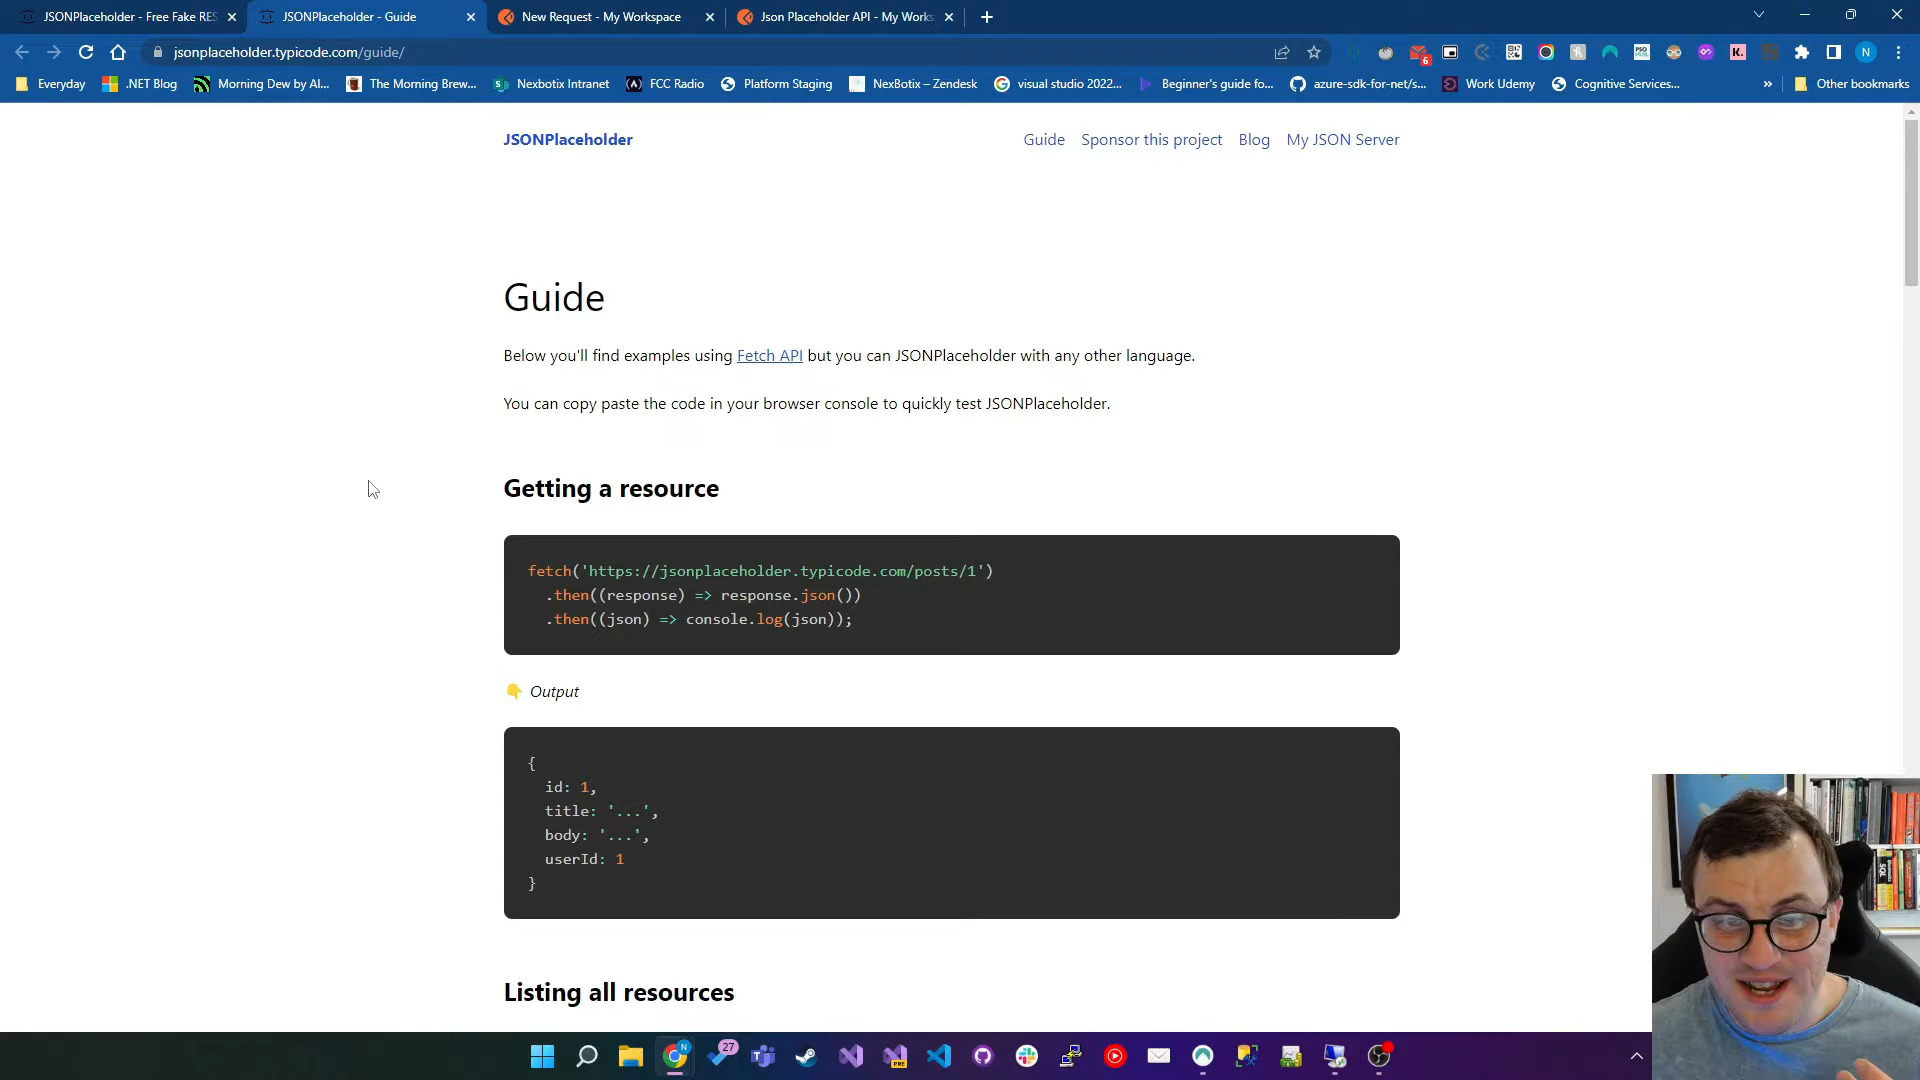 JSONPlaceholder - Free Fake RES
JSONPlaceholder - Guide
New Request - My Workspace
Json Placeholder API - My Works
jsonplaceholder.typicode.com/guide/
6
N
Everyday
.NET Blog
Morning Dew by Al...
The Morning Brew...
Nexbotix Intranet
FCC Radio
Platform Staging
NexBotix – Zendesk
visual studio 2022...
Beginner's guide fo...
azure-sdk-for-net/s...
Work Udemy
Cognitive Services...
»
Other bookmarks
JSONPlaceholder
Guide
Sponsor this project
Blog
My JSON Server
Guide
Below you'll find examples using Fetch API but you can JSONPlaceholder with any other language.
You can copy paste the code in your browser console to quickly test JSONPlaceholder.
Getting a resource
fetch('https://jsonplaceholder.typicode.com/posts/1')
.then((response) => response.json())
.then((json) => console.log(json));
👇 Output
{
id: 1,
title: '...',
body: '...',
userId: 1
}
Listing all resources
N
27
PRE
SQL